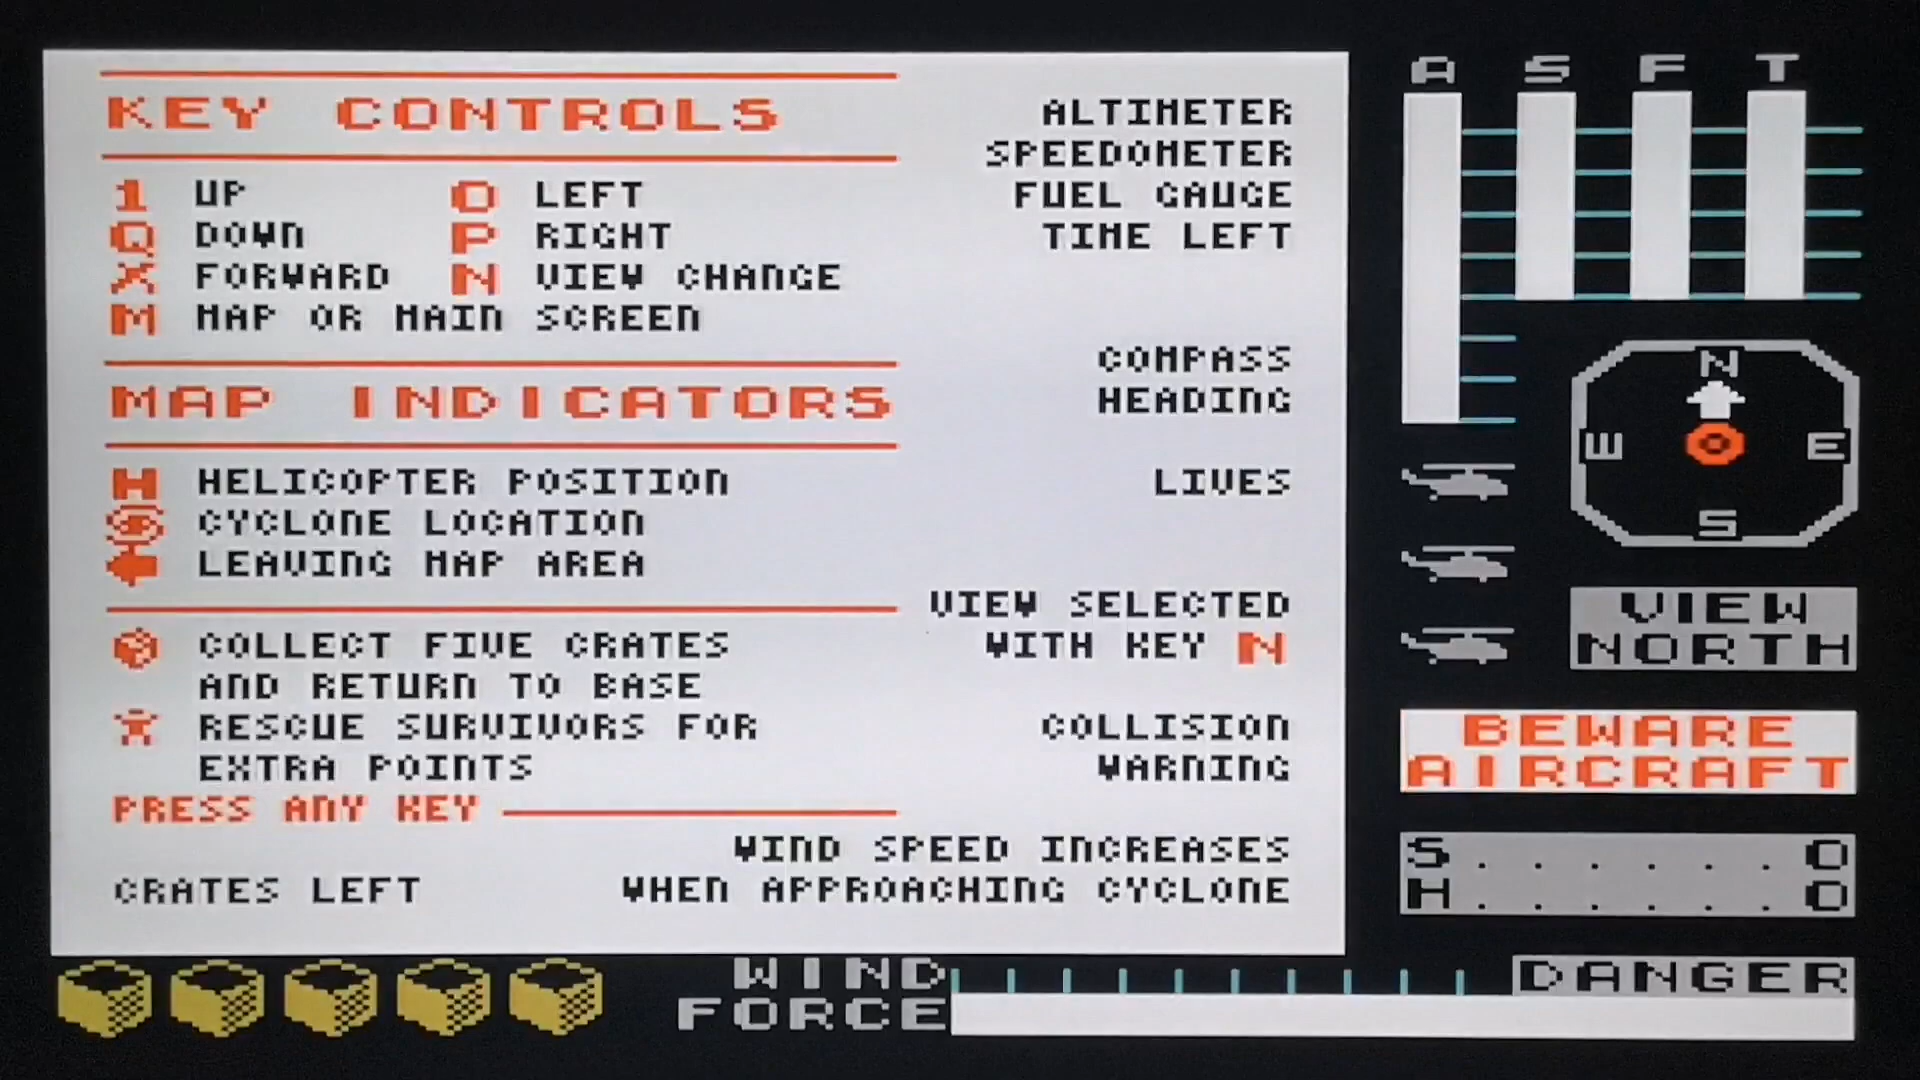 KEY CONTROLS
1 UP O LEFT
Q DOWN P RIGHT
X FORWARD N VIEW CHANGE
M MAP OR MAIN SCREEN
MAP INDICATORS
H HELICOPTER POSITION
CYCLONE LOCATION
LEAVING MAP AREA
COLLECT FIVE CRATES
AND RETURN TO BASE
RESCUE SURVIVORS FOR
EXTRA POINTS
PRESS ANY KEY
CRATES LEFT
ALTIMETER
SPEEDOMETER
FUEL GAUGE
TIME LEFT
COMPASS
HEADING
LIVES
VIEW SELECTED
WITH KEY N
COLLISION
WARNING
WIND SPEED INCREASES
WHEN APPROACHING CYCLONE
A S F T
N
W E
S
VIEW
NORTH
BEWARE
AIRCRAFT
S . . . . . . 0
H . . . . . . 0
WIND
FORCE
DANGER